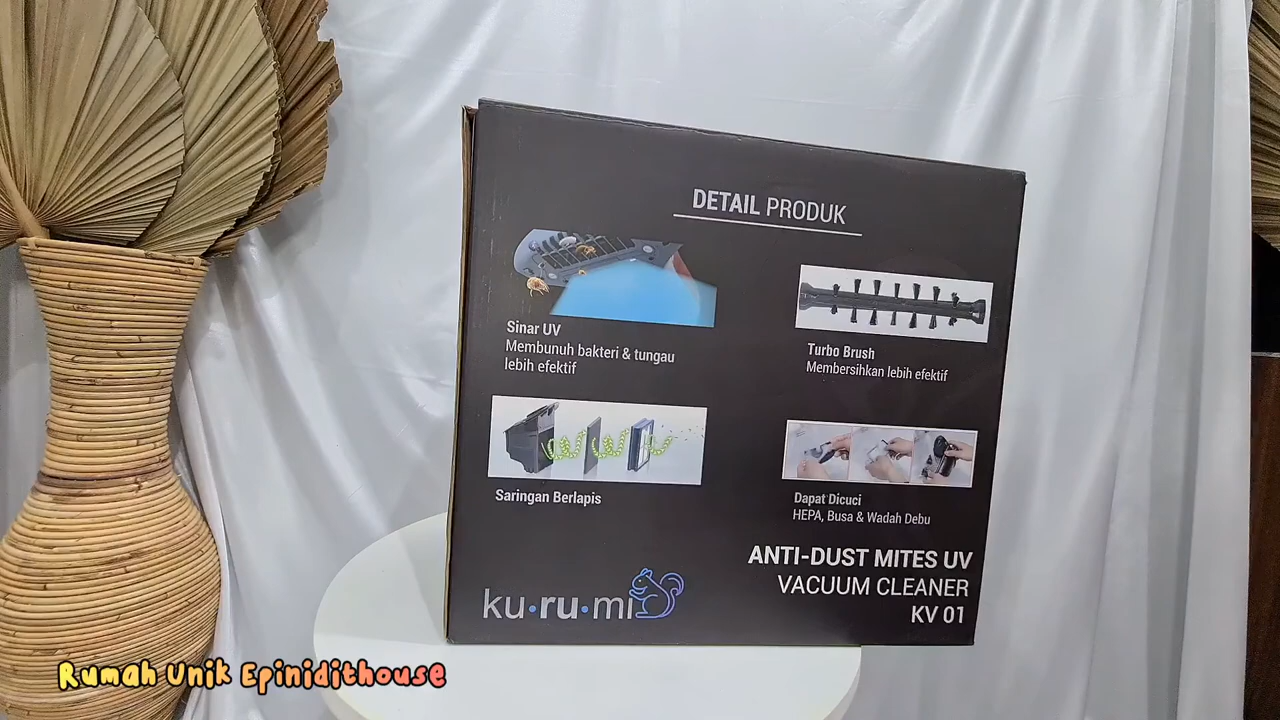 DETAIL PRODUK
Sinar UV
Membunuh bakteri & tungau
lebih efektif
Turbo Brush
Membersihkan lebih efektif
Saringan Berlapis
Dapat Dicuci
HEPA, Busa & Wadah Debu
ANTI-DUST MITES UV
VACUUM CLEANER
KV 01
ku·ru·mi
Rumah Unik Epinidithouse